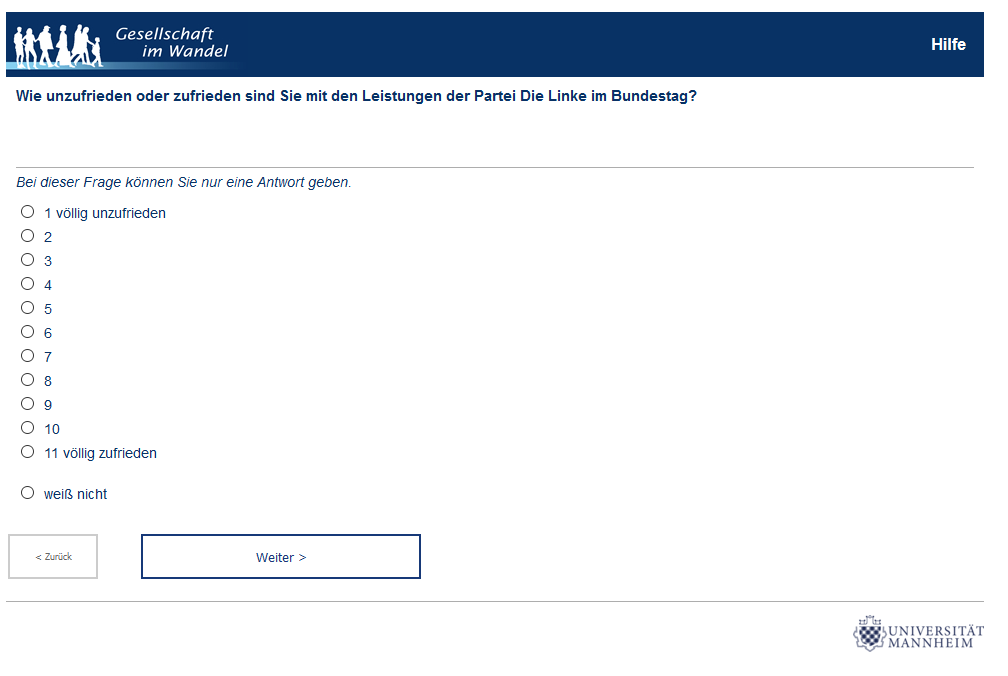 Gesellschaft
im Wandel
Hilfe
Wie unzufrieden oder zufrieden sind Sie mit den Leistungen der Partei Die Linke im Bundestag?
Bei dieser Frage können Sie nur eine Antwort geben.
1 völlig unzufrieden
2
3
4
5
6
7
8
9
10
11 völlig zufrieden
weiß nicht
< Zurück
Weiter >
UNIVERSITÄT
MANNHEIM